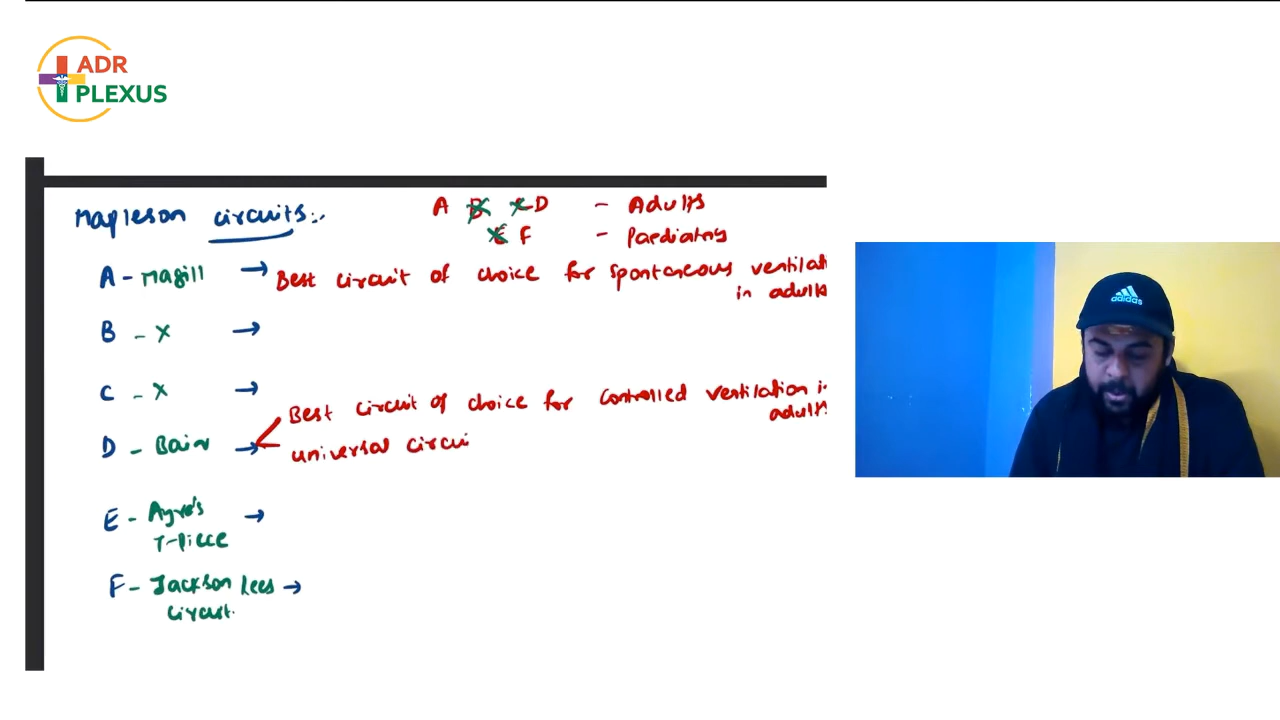 ADR
PLEXUS
Mapleson circuits:.
A B C D - Adults
E F - Paediatrics
A - Magill → Best circuit of choice for spontaneous ventilat
in adults
B - x →
C - x →
Best circuit of choice for controlled ventilation i
adults
D - Bain → universal circui
E - Ayre's →
T-piece
F - Jackson Rees →
circuit.
adidas